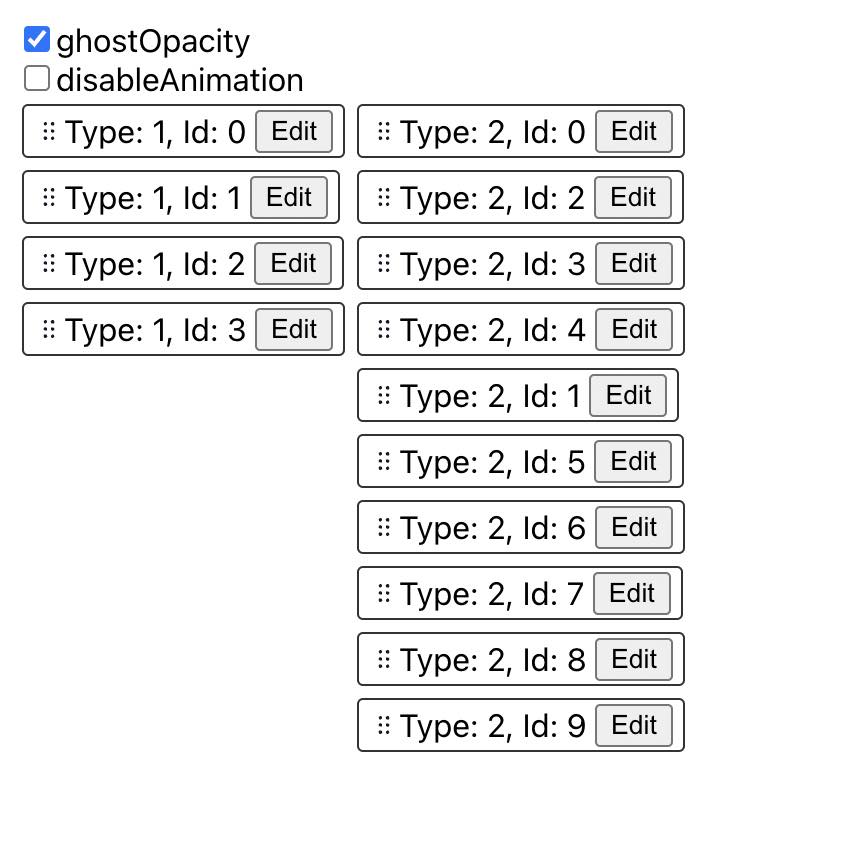 ghostOpacity
disableAnimation
Type: 1, Id: 0 Edit
Type: 1, Id: 1 Edit
Type: 1, Id: 2 Edit
Type: 1, Id: 3 Edit
Type: 2, Id: 0 Edit
Type: 2, Id: 2 Edit
Type: 2, Id: 3 Edit
Type: 2, Id: 4 Edit
Type: 2, Id: 1 Edit
Type: 2, Id: 5 Edit
Type: 2, Id: 6 Edit
Type: 2, Id: 7 Edit
Type: 2, Id: 8 Edit
Type: 2, Id: 9 Edit